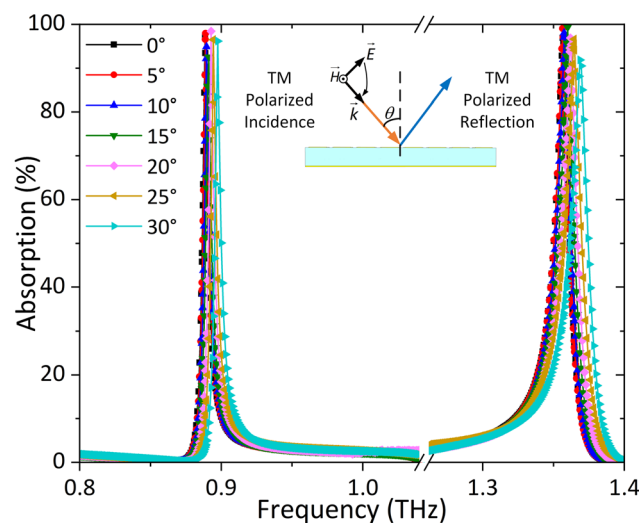 100
80
60
40
20
0
Absorption (%)
0°
5°
10°
15°
20°
25°
30°
TM
Polarized
Incidence
E
H
k
θ
TM
Polarized
Reflection
0.8 0.9 1.0 1.3 1.4
Frequency (THz)